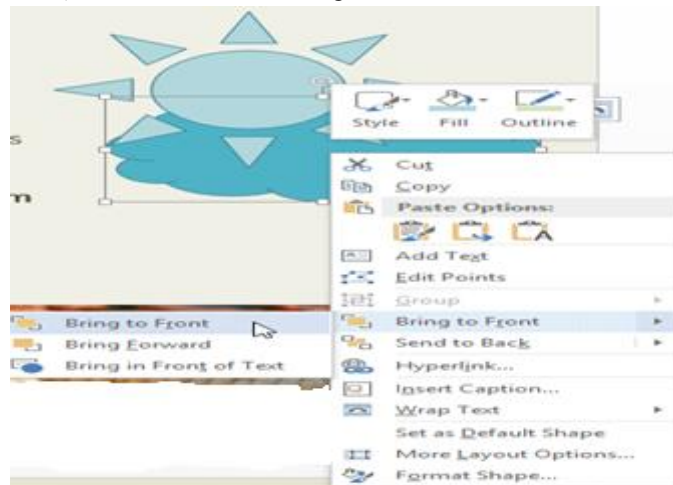 Style Fill Outline
s
m
Cut
Copy
Paste Options:
A
Add Text
Edit Points
Group
Bring to Front
Send to Back
Hyperlink...
Insert Caption...
Wrap Text
Set as Default Shape
More Layout Options...
Format Shape...
Bring to Front
Bring Forward
Bring in Front of Text